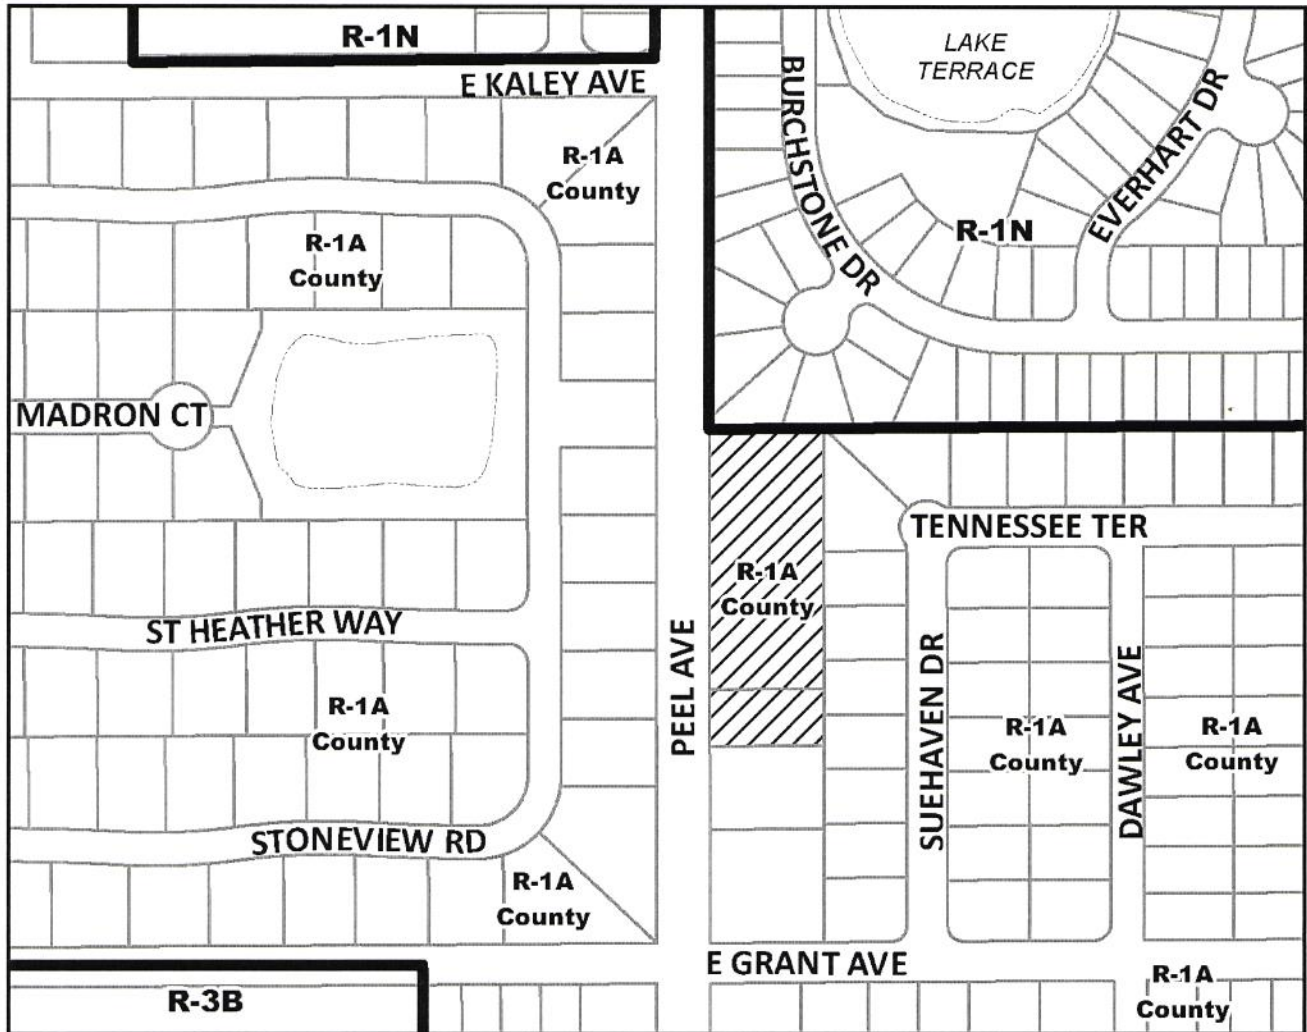 R-1N
LAKE
TERRACE
E KALEY AVE
BURCHSTONE DR
EVERHART DR
R-1A
County
R-1A
County
R-1N
MADRON CT
TENNESSEE TER
R-1A
County
ST HEATHER WAY
PEEL AVE
SUEHAVEN DR
DAWLEY AVE
R-1A
County
R-1A
County
R-1A
County
STONEVIEW RD
R-1A
County
E GRANT AVE
R-3B
R-1A
County